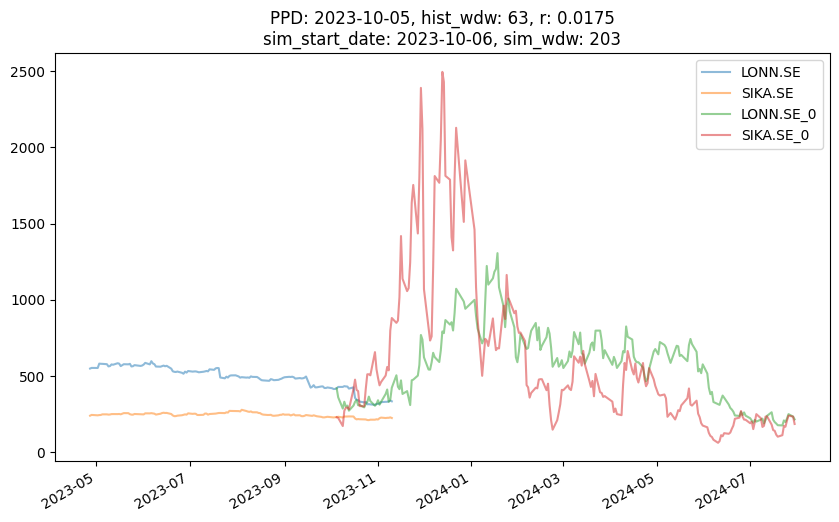 PPD: 2023-10-05, hist_wdw: 63, r: 0.0175
sim_start_date: 2023-10-06, sim_wdw: 203
LONN.SE
SIKA.SE
LONN.SE_0
SIKA.SE_0
2500
2000
1500
1000
500
0
2023-05
2023-07
2023-09
2023-11
2024-01
2024-03
2024-05
2024-07